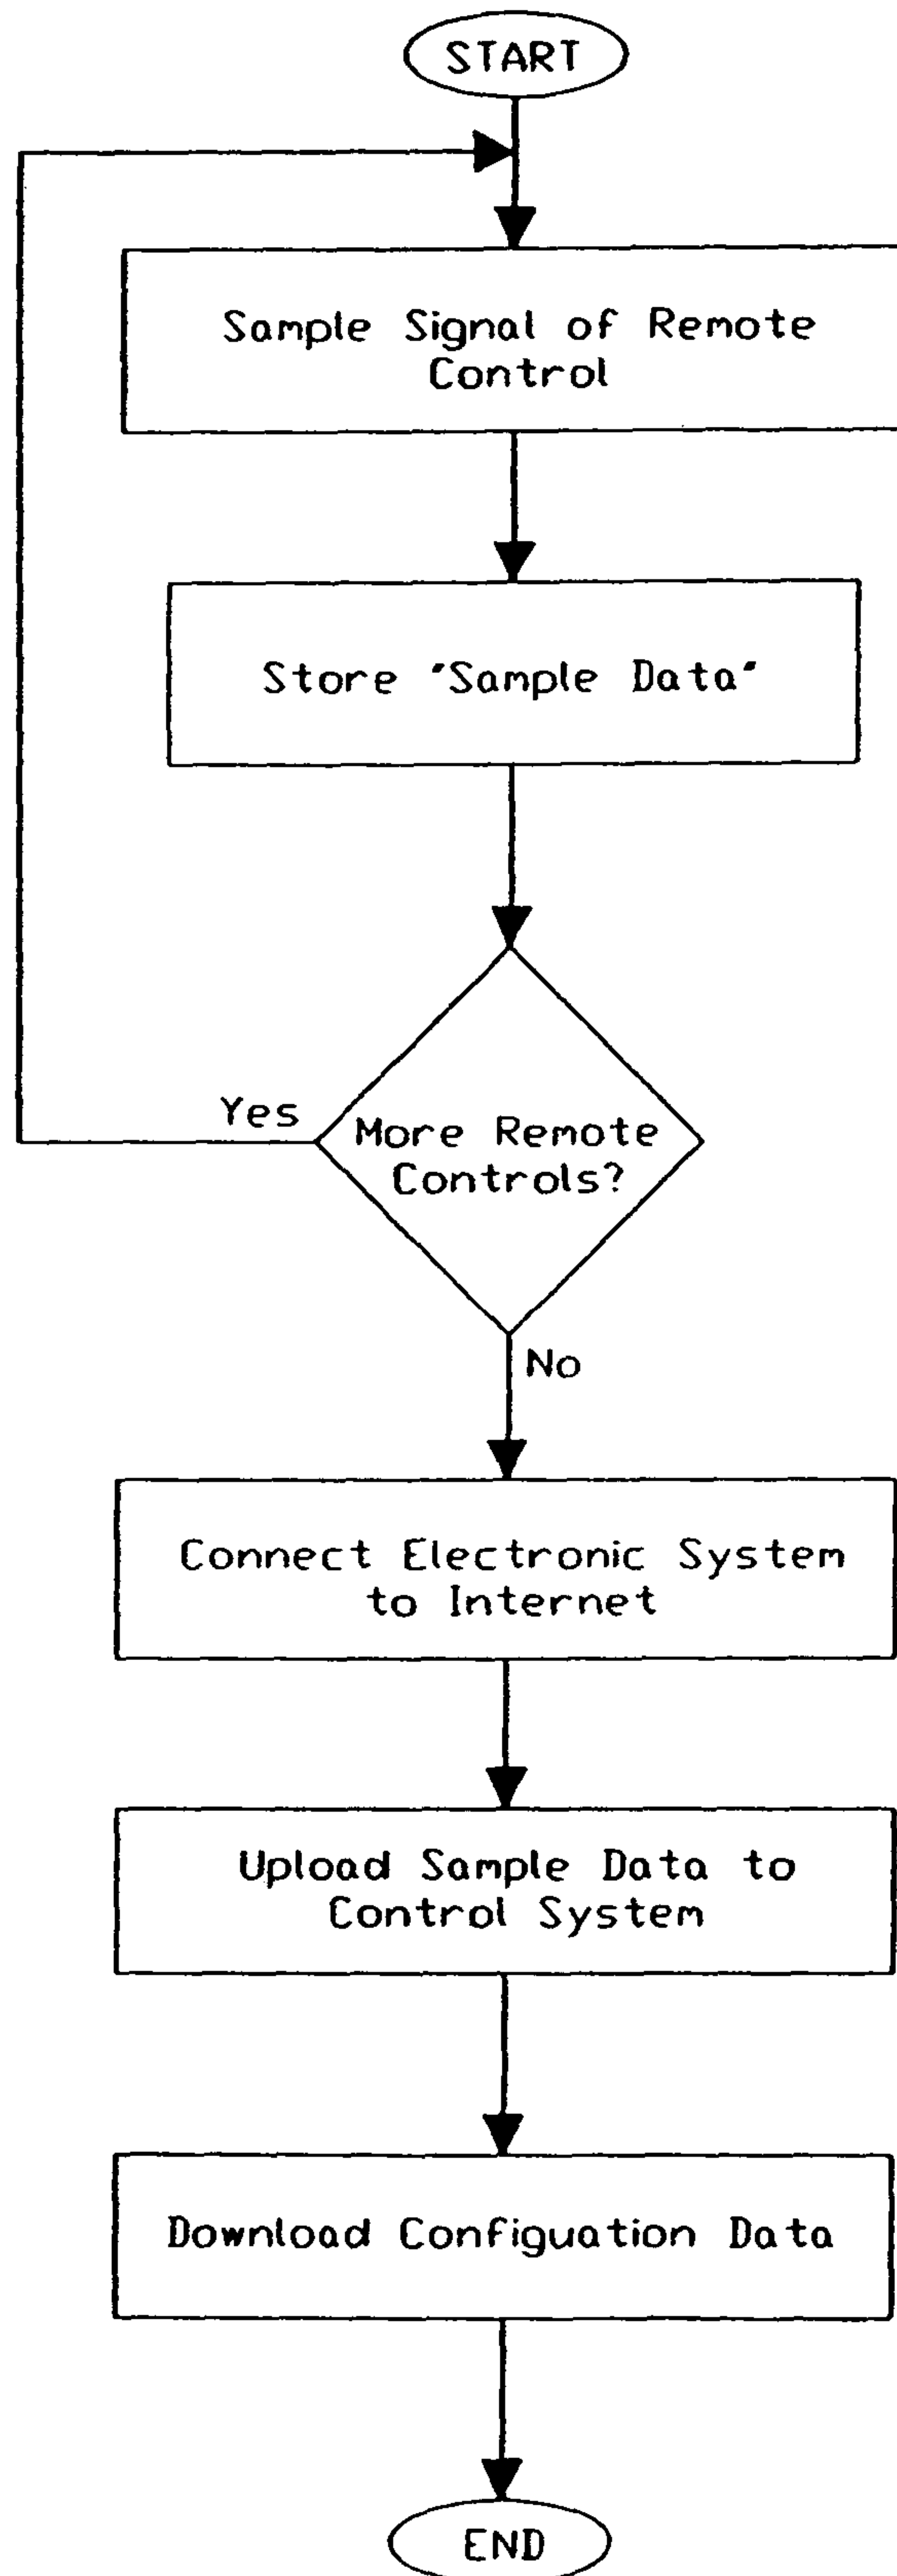 START
Sample Signal of Remote
Control
Store "Sample Data"
Yes
More Remote
Controls?
No
Connect Electronic System
to Internet
Upload Sample Data to
Control System
Download Configuation Data
END